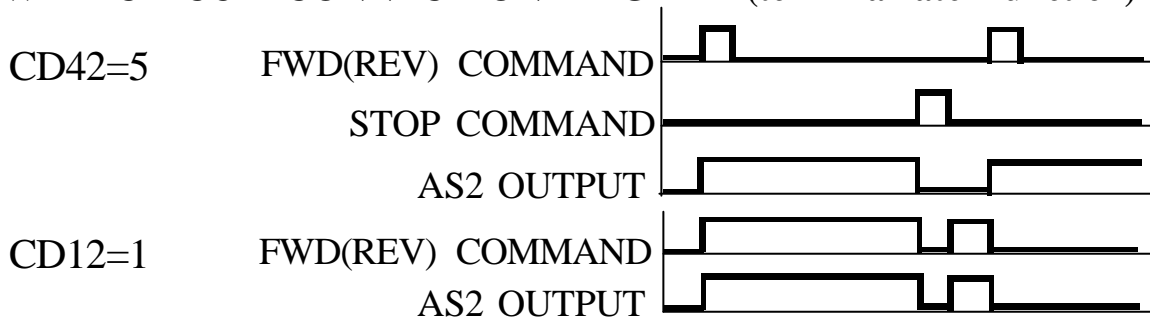 CD42=5 FWD(REV) COMMAND
STOP COMMAND
AS2 OUTPUT
CD12=1 FWD(REV) COMMAND
AS2 OUTPUT